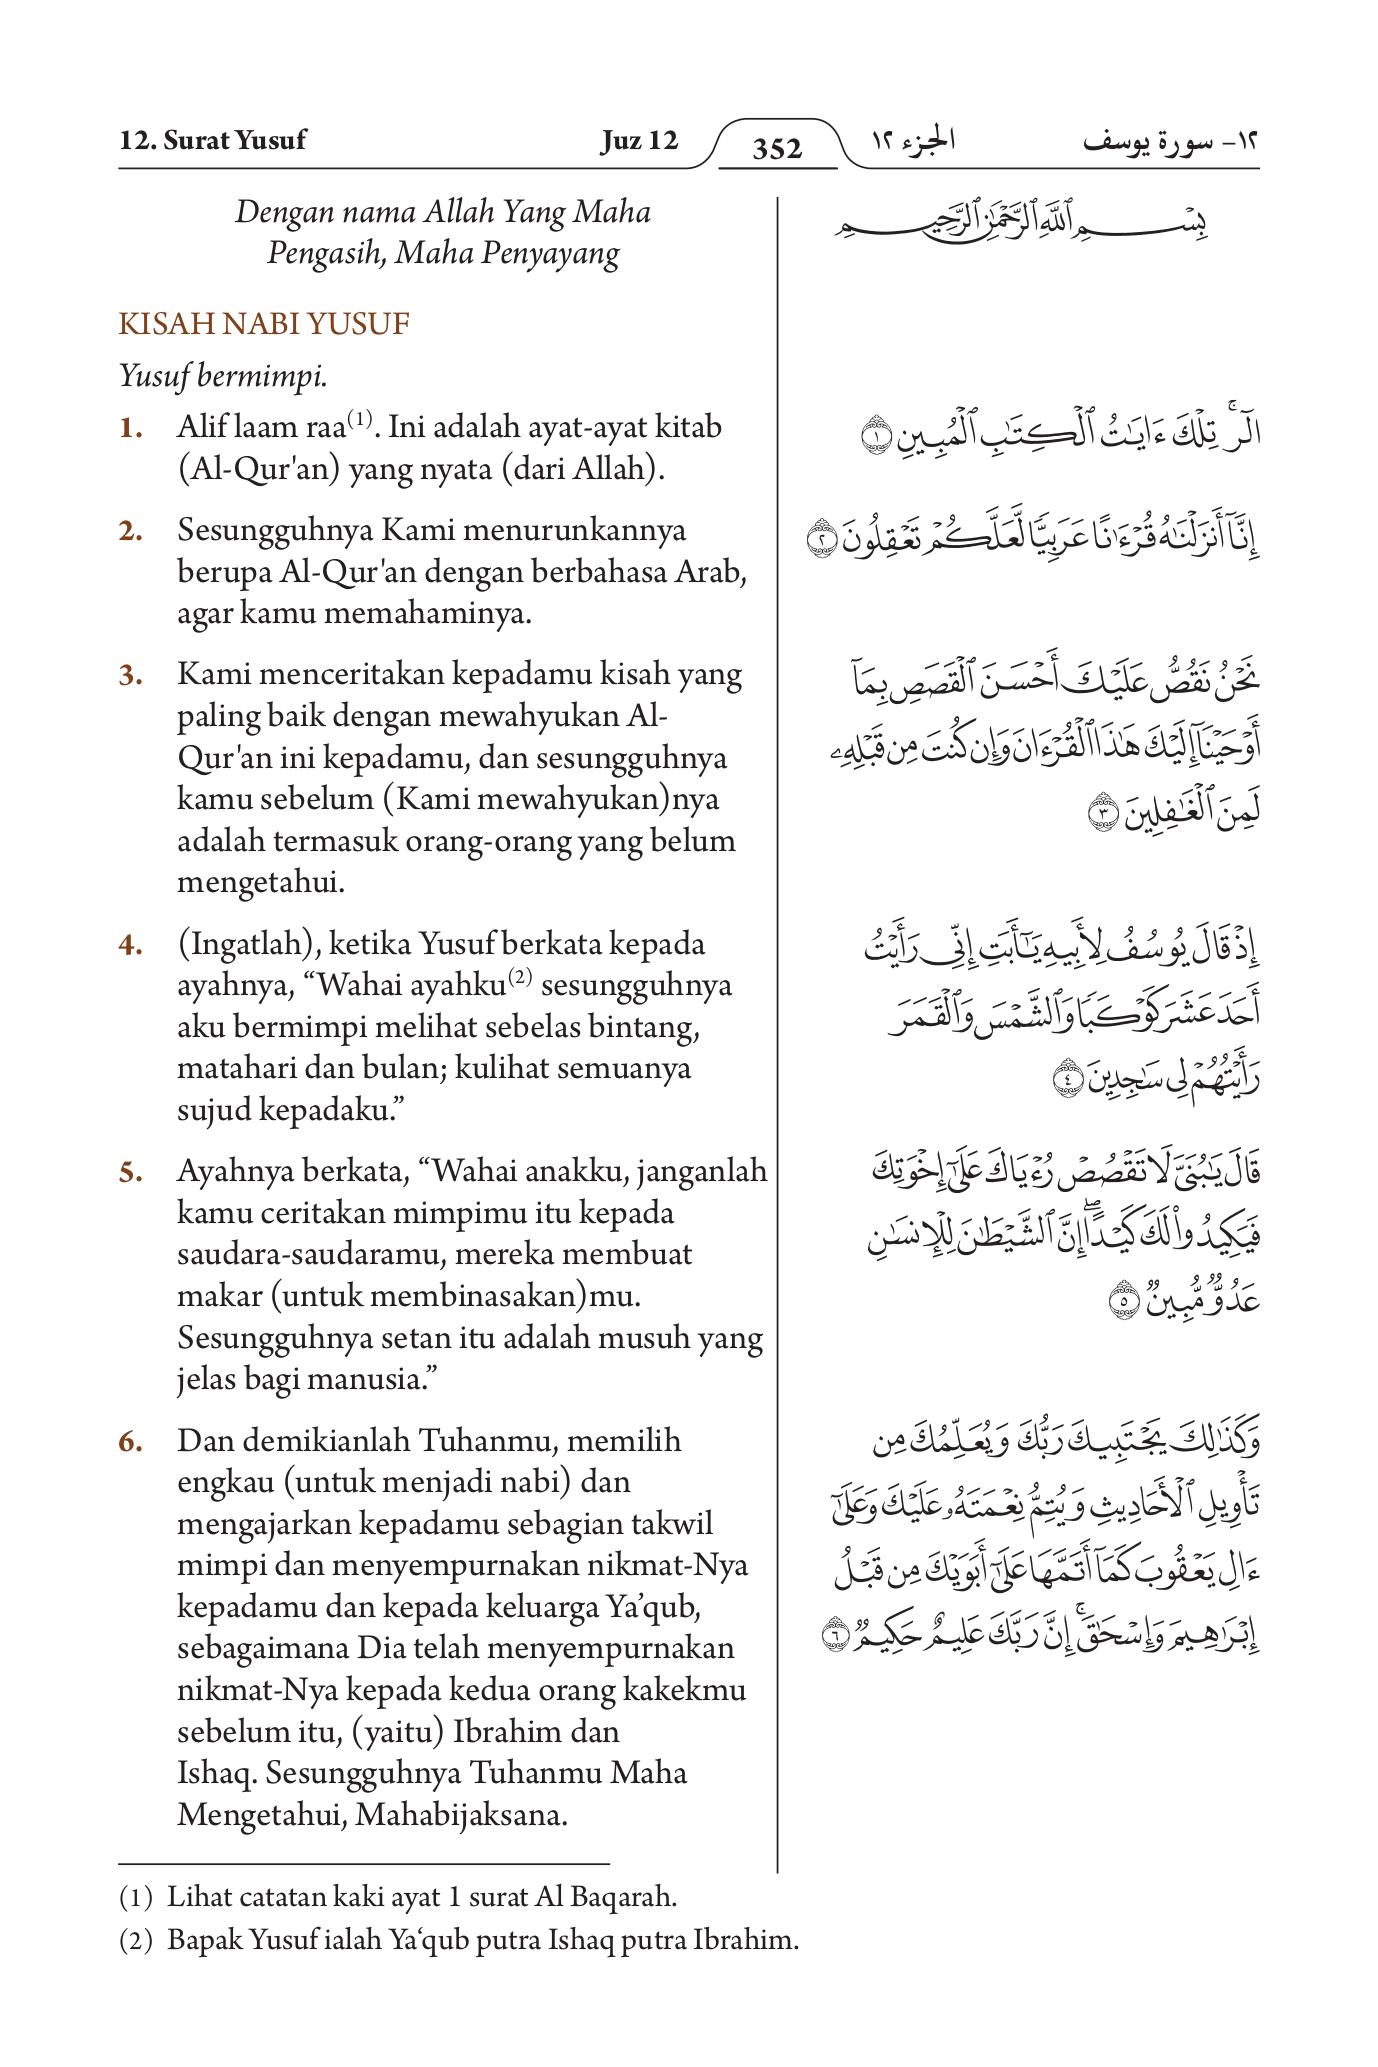 12. Surat Yusuf
Juz 12
352
الجزء ١٢
١٢- سورة يوسف
Dengan nama Allah Yang Maha
Pengasih, Maha Penyayang
KISAH NABI YUSUF
Yusuf bermimpi.
1. Alif laam raa(1). Ini adalah ayat-ayat kitab
(Al-Qur'an) yang nyata (dari Allah).
2. Sesungguhnya Kami menurunkannya
berupa Al-Qur'an dengan berbahasa Arab,
agar kamu memahaminya.
3. Kami menceritakan kepadamu kisah yang
paling baik dengan mewahyukan Al-
Qur'an ini kepadamu, dan sesungguhnya
kamu sebelum (Kami mewahyukan)nya
adalah termasuk orang-orang yang belum
mengetahui.
4. (Ingatlah), ketika Yusuf berkata kepada
ayahnya, “Wahai ayahku(2) sesungguhnya
aku bermimpi melihat sebelas bintang,
matahari dan bulan; kulihat semuanya
sujud kepadaku.”
5. Ayahnya berkata, “Wahai anakku, janganlah
kamu ceritakan mimpimu itu kepada
saudara-saudaramu, mereka membuat
makar (untuk membinasakan)mu.
Sesungguhnya setan itu adalah musuh yang
jelas bagi manusia.”
6. Dan demikianlah Tuhanmu, memilih
engkau (untuk menjadi nabi) dan
mengajarkan kepadamu sebagian takwil
mimpi dan menyempurnakan nikmat-Nya
kepadamu dan kepada keluarga Ya’qub,
sebagaimana Dia telah menyempurnakan
nikmat-Nya kepada kedua orang kakekmu
sebelum itu, (yaitu) Ibrahim dan
Ishaq. Sesungguhnya Tuhanmu Maha
Mengetahui, Mahabijaksana.
بِسْمِ ٱللَّهِ ٱلرَّحْمَٰنِ ٱلرَّحِيمِ
الٓر ۚ تِلْكَ ءَايَٰتُ ٱلْكِتَٰبِ ٱلْمُبِينِ ١
إِنَّآ أَنزَلْنَٰهُ قُرْءَٰنًا عَرَبِيًّا لَّعَلَّكُمْ تَعْقِلُونَ ٢
نَحْنُ نَقُصُّ عَلَيْكَ أَحْسَنَ ٱلْقَصَصِ بِمَآ
أَوْحَيْنَآ إِلَيْكَ هَٰذَا ٱلْقُرْءَانَ وَإِن كُنتَ مِن قَبْلِهِۦ
لَمِنَ ٱلْغَٰفِلِينَ ٣
إِذْ قَالَ يُوسُفُ لِأَبِيهِ يَٰٓأَبَتِ إِنِّى رَأَيْتُ
أَحَدَ عَشَرَ كَوْكَبًا وَٱلشَّمْسَ وَٱلْقَمَرَ
رَأَيْتُهُمْ لِى سَٰجِدِينَ ٤
قَالَ يَٰبُنَىَّ لَا تَقْصُصْ رُءْيَاكَ عَلَىٰٓ إِخْوَتِكَ
فَيَكِيدُوا۟ لَكَ كَيْدًا ۖ إِنَّ ٱلشَّيْطَٰنَ لِلْإِنسَٰنِ
عَدُوٌّ مُّبِينٌ ٥
وَكَذَٰلِكَ يَجْتَبِيكَ رَبُّكَ وَيُعَلِّمُكَ مِن
تَأْوِيلِ ٱلْأَحَادِيثِ وَيُتِمُّ نِعْمَتَهُۥ عَلَيْكَ وَعَلَىٰٓ
ءَالِ يَعْقُوبَ كَمَآ أَتَمَّهَا عَلَىٰٓ أَبَوَيْكَ مِن قَبْلُ
إِبْرَٰهِيمَ وَإِسْحَٰقَ ۚ إِنَّ رَبَّكَ عَلِيمٌ حَكِيمٌ ٦
(1) Lihat catatan kaki ayat 1 surat Al Baqarah.
(2) Bapak Yusuf ialah Ya‘qub putra Ishaq putra Ibrahim.